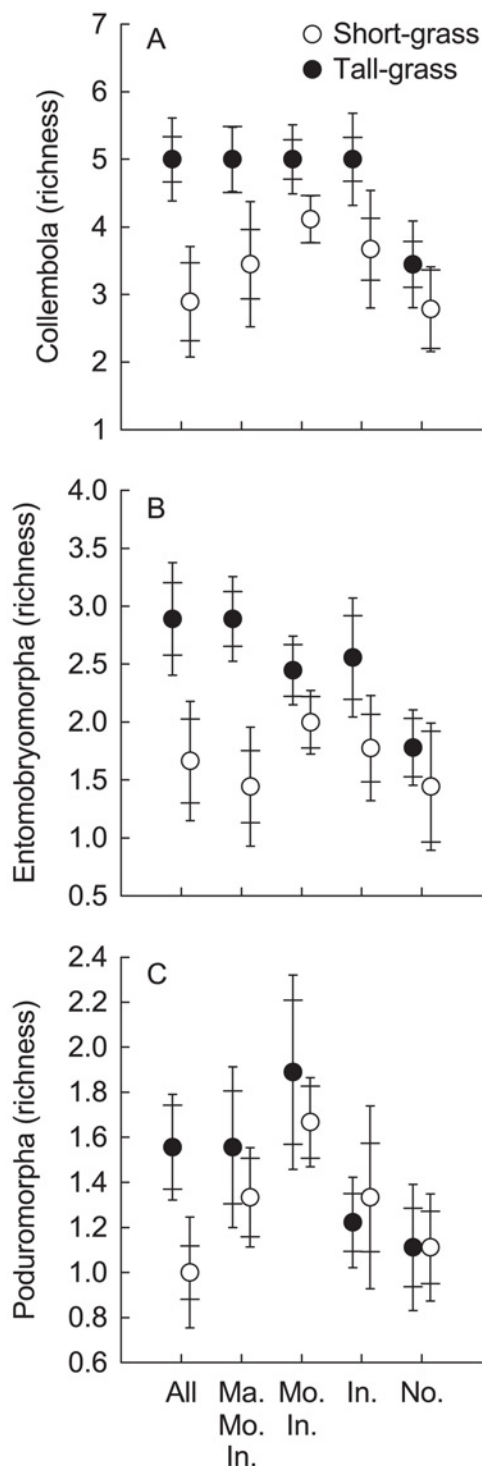 A
Short-grass
Tall-grass
Collembola (richness)
7
6
5
4
3
2
1
B
Entomobryomorpha (richness)
4.0
3.5
3.0
2.5
2.0
1.5
1.0
0.5
C
Poduromorpha (richness)
2.4
2.2
2.0
1.8
1.6
1.4
1.2
1.0
0.8
0.6
All Ma. Mo. In. No.
Mo. In.
In.